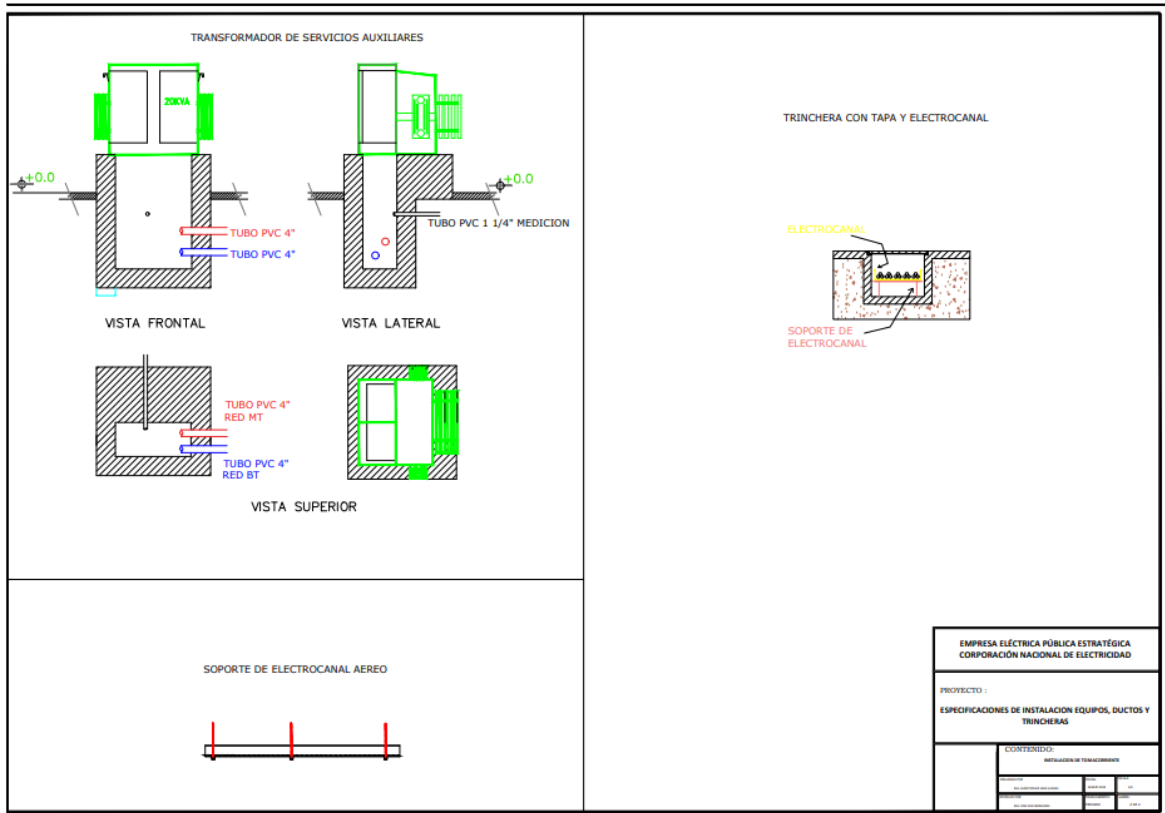 TRANSFORMADOR DE SERVICIOS AUXILIARES
20KVA
+0.0
+0.0
TUBO PVC 4"
TUBO PVC 4"
TUBO PVC 1 1/4" MEDICION
VISTA FRONTAL
VISTA LATERAL
TUBO PVC 4"
RED MT
TUBO PVC 4"
RED BT
VISTA SUPERIOR
SOPORTE DE ELECTROCANAL AEREO
TRINCHERA CON TAPA Y ELECTROCANAL
ELECTROCANAL
SOPORTE DE
ELECTROCANAL
EMPRESA ELÉCTRICA PÚBLICA ESTRATÉGICA
CORPORACIÓN NACIONAL DE ELECTRICIDAD
PROYECTO :
ESPECIFICACIONES DE INSTALACION EQUIPOS, DUCTOS Y
TRINCHERAS
CONTENIDO:
INSTALACION DE TOMACORRIENTE